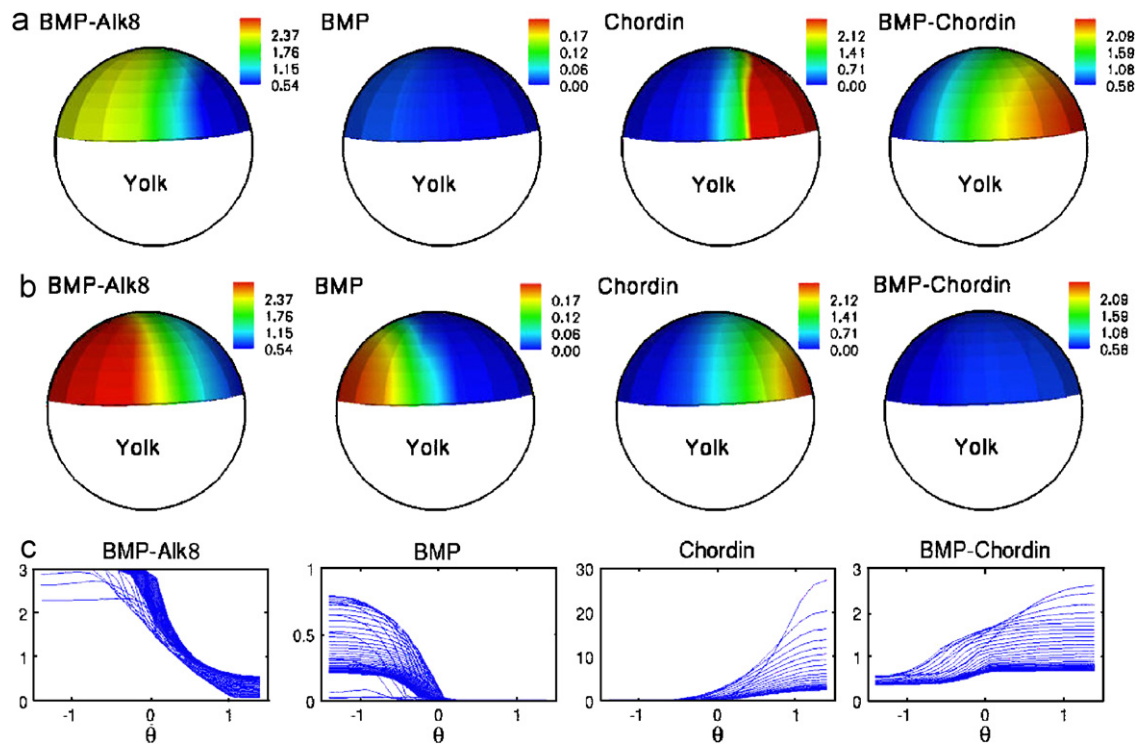 a BMP-Alk8 BMP Chordin BMP-Chordin
2.37 0.17 2.12 2.09
1.76 0.12 1.41 1.59
1.15 0.06 0.71 1.08
0.54 0.00 0.00 0.58
Yolk Yolk Yolk Yolk
b BMP-Alk8 BMP Chordin BMP-Chordin
2.37 0.17 2.12 2.09
1.76 0.12 1.41 1.59
1.15 0.06 0.71 1.08
0.54 0.00 0.00 0.58
Yolk Yolk Yolk Yolk
c BMP-Alk8 BMP Chordin BMP-Chordin
3 1 30 3
2 20 2
0.5
1 10 1
0 0 0 0
-1 0 1 -1 0 1 -1 0 1 -1 0 1
θ θ θ θ